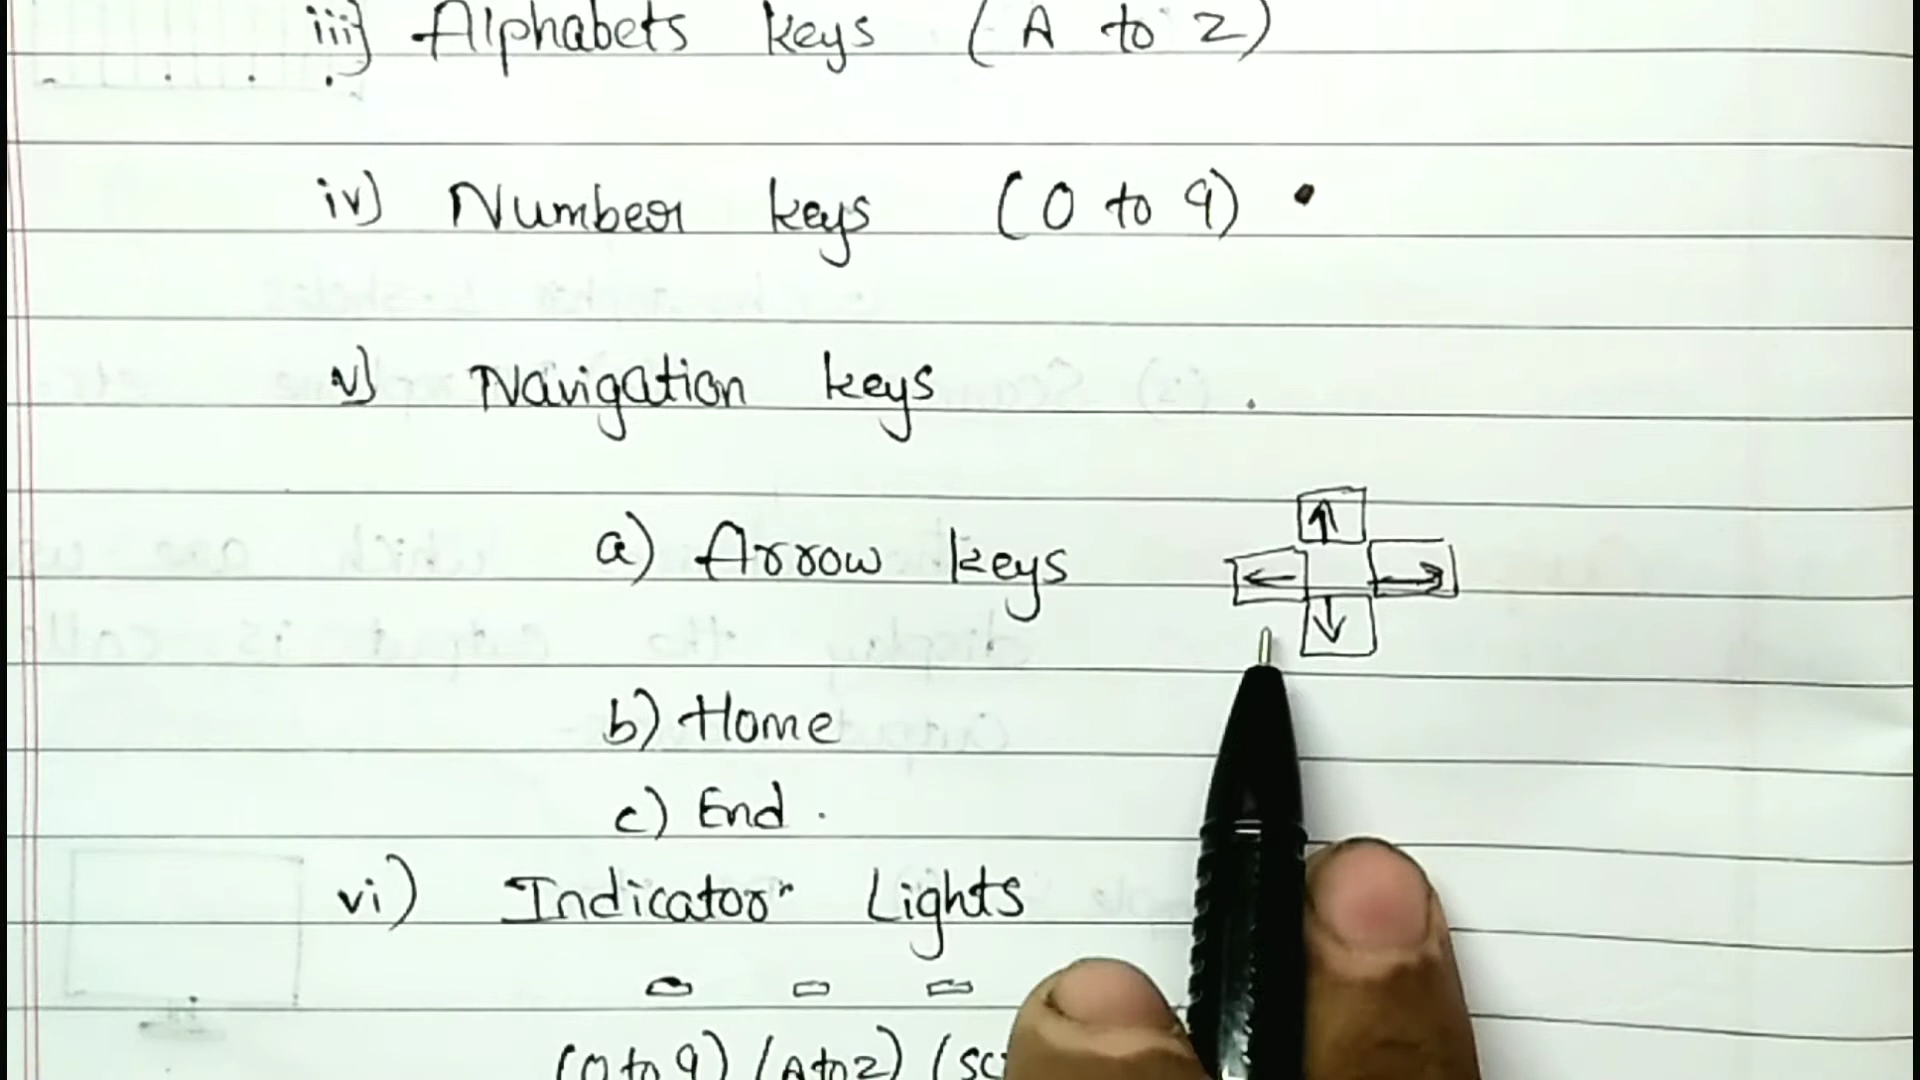 iii) Alphabets keys (A to Z)
iv) Number keys (0 to 9)
v) Navigation keys
a) Arrow keys
↑
← →
↓
b) Home
c) End
vi) Indicator Lights
(0 to 9) (A to Z) (SC